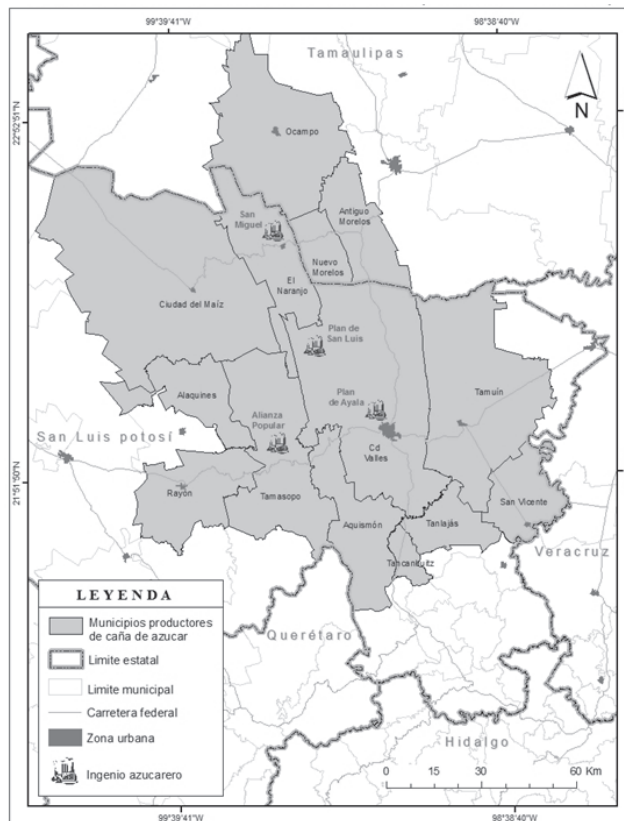 99°39'41"O
98°38'40"O
Tamaulipas
N
22°52'51"N
Ocampo
San
Miguel
Antiguo
Morelos
Nuevo
Morelos
El
Naranjo
Ciudad del Maíz
Plan de
San Luis
Alaquines
Plan
de Ayala
Tamuín
Alianza
Popular
San Luis potosí
Cd
Valles
21°51'50"N
Rayón
Tamasopo
San Vicente
Aquismón
Tanlajás
Veracruz
Tancanhuitz
LEYENDA
Municipios productores
de caña de azucar
Limite estatal
Limite municipal
Carretera federal
Zona urbana
Ingenio azucarero
Querétaro
Hidalgo
0 15 30 60 Km
99°39'41"O
98°38'40"O